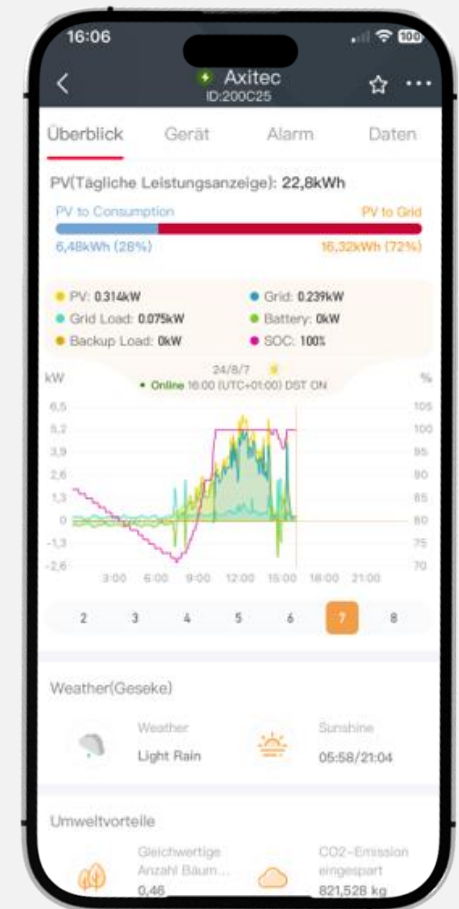 16:06
100
Axitec
ID:200C25
Überblick Gerät Alarm Daten
PV(Tägliche Leistungsanzeige): 22,8kWh
PV to Consumption PV to Grid
6,48kWh (28%) 16,32kWh (72%)
PV: 0.314kW Grid: 0.239kW
Grid Load: 0.075kW Battery: 0kW
Backup Load: 0kW SOC: 100%
24/8/7
kW %
Online 16:00 (UTC+01:00) DST ON
6,5 105
5,2 100
3,9 95
2,6 90
1,3 85
0 80
-1,3 75
-2,6 70
3:00 6:00 9:00 12:00 15:00 18:00 21:00
2 3 4 5 6 7 8
Weather(Geseke)
Weather Sunshine
Light Rain 05:58/21:04
Umweltvorteile
Gleichwertige CO2-Emission
Anzahl Bäum... eingespart
0,46 821,528 kg